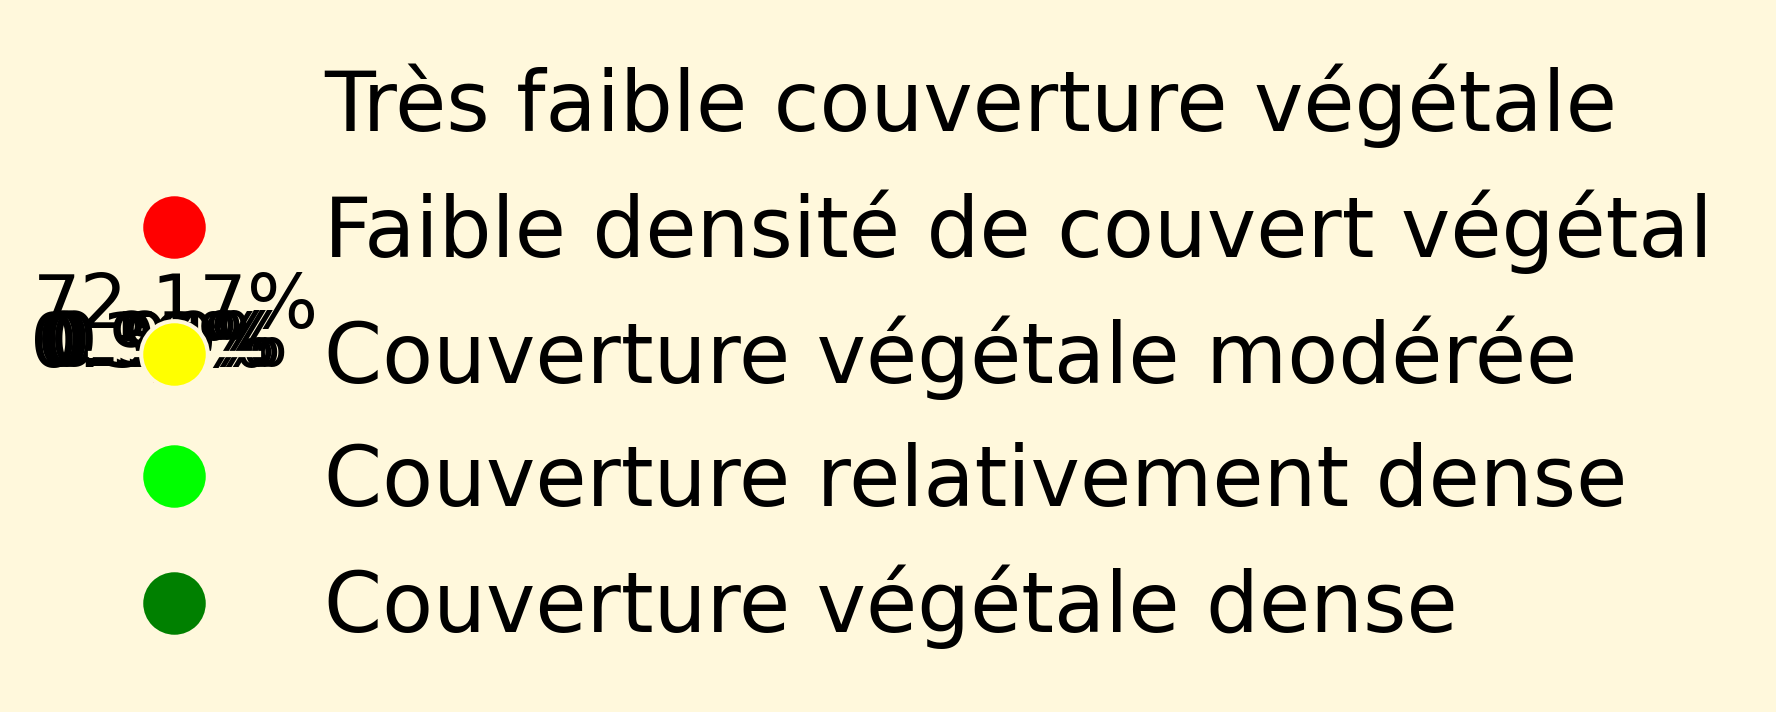 Très faible couverture végétale
Faible densité de couvert végétal
72.17%
Couverture végétale modérée
Couverture relativement dense
Couverture végétale dense